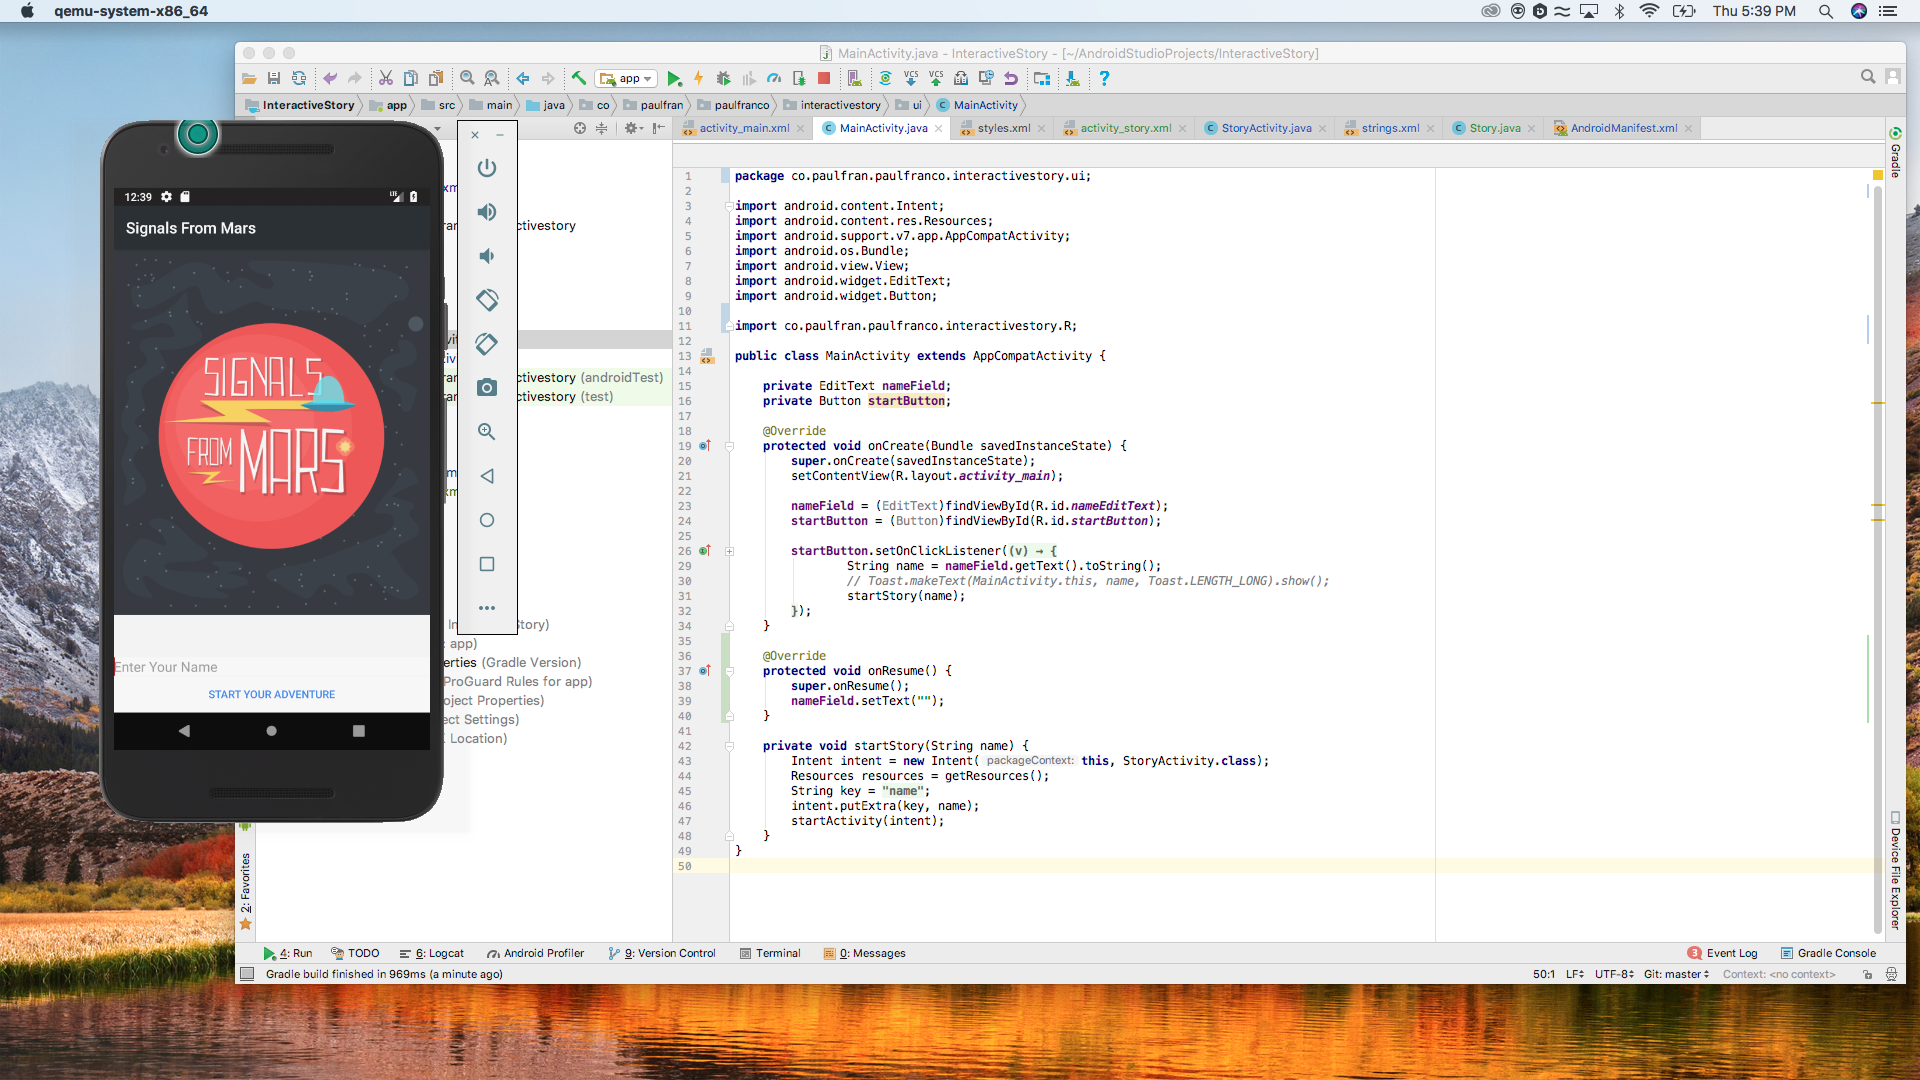 qemu-system-x86_64
Thu 5:39 PM
MainActivity.java - InteractiveStory - [~/AndroidStudioProjects/InteractiveStory]
app
VCS VCS
InteractiveStory app src main java co paulfran paulfranco interactivestory ui MainActivity
activity_main.xml MainActivity.java styles.xml activity_story.xml StoryActivity.java strings.xml Story.java AndroidManifest.xml
Gradle
12:39
LTE
Signals From Mars
SIGNALS
FROM MARS
Enter Your Name
START YOUR ADVENTURE
ctivestory
ctivestory (androidTest)
ctivestory (test)
tory)
: app)
erties (Gradle Version)
ProGuard Rules for app)
oject Properties)
ect Settings)
Location)
1 package co.paulfran.paulfranco.interactivestory.ui;
2
3 import android.content.Intent;
4 import android.content.res.Resources;
5 import android.support.v7.app.AppCompatActivity;
6 import android.os.Bundle;
7 import android.view.View;
8 import android.widget.EditText;
9 import android.widget.Button;
10
11 import co.paulfran.paulfranco.interactivestory.R;
12
13 public class MainActivity extends AppCompatActivity {
14
15 private EditText nameField;
16 private Button startButton;
17
18 @Override
19 protected void onCreate(Bundle savedInstanceState) {
20 super.onCreate(savedInstanceState);
21 setContentView(R.layout.activity_main);
22
23 nameField = (EditText)findViewById(R.id.nameEditText);
24 startButton = (Button)findViewById(R.id.startButton);
25
26 startButton.setOnClickListener((v) → {
29 String name = nameField.getText().toString();
30 // Toast.makeText(MainActivity.this, name, Toast.LENGTH_LONG).show();
31 startStory(name);
32 });
34 }
35
36 @Override
37 protected void onResume() {
38 super.onResume();
39 nameField.setText("");
40 }
41
42 private void startStory(String name) {
43 Intent intent = new Intent( packageContext: this, StoryActivity.class);
44 Resources resources = getResources();
45 String key = "name";
46 intent.putExtra(key, name);
47 startActivity(intent);
48 }
49 }
50
2: Favorites
Device File Explorer
4: Run TODO 6: Logcat Android Profiler 9: Version Control Terminal 0: Messages 3 Event Log Gradle Console
Gradle build finished in 969ms (a minute ago) 50:1 LF UTF-8 Git: master Context: <no context>